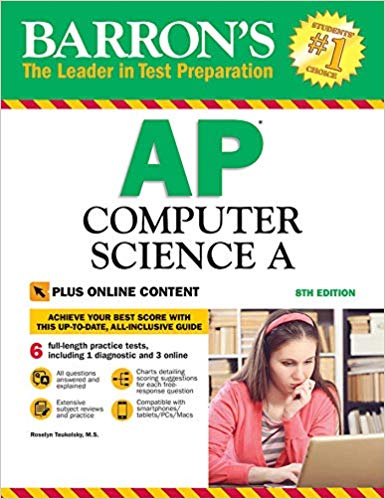 BARRON'S
The Leader in Test Preparation
STUDENTS'
#1
CHOICE
AP®
COMPUTER
SCIENCE A
PLUS ONLINE CONTENT
8TH EDITION
ACHIEVE YOUR BEST SCORE WITH
THIS UP-TO-DATE, ALL-INCLUSIVE GUIDE
6 full-length practice tests,
including 1 diagnostic and 3 online
All questions
answered and
explained
Charts detailing
scoring suggestions
for each free-
response question
Extensive
subject reviews
and practice
Compatible with
smartphones/
tablets/PCs/Macs
Roselyn Teukolsky, M.S.